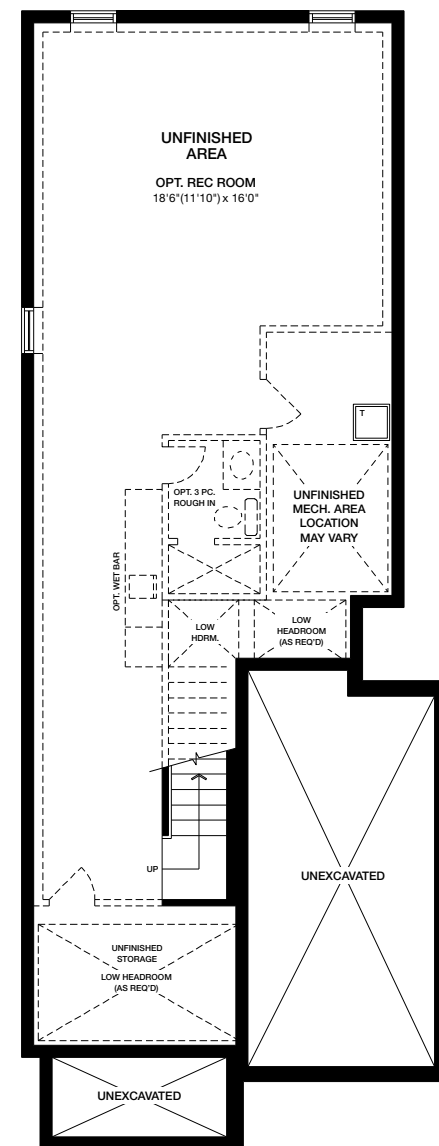 UNFINISHED
AREA
OPT. REC ROOM
18'6"(11'10") x 16'0"
T
OPT. 3 PC.
ROUGH IN
UNFINISHED
MECH. AREA
LOCATION
MAY VARY
OPT. WET BAR
LOW
HDRM.
LOW
HEADROOM
(AS REQ'D)
UP
UNEXCAVATED
UNFINISHED
STORAGE
LOW HEADROOM
(AS REQ'D)
UNEXCAVATED